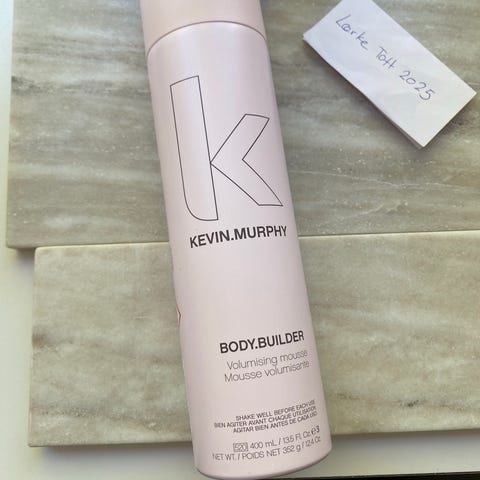 Lærke Toft 2025
k
KEVIN.MURPHY
BODY.BUILDER
Volumising mousse
Mousse volumisante
SHAKE WELL BEFORE EACH USE
BIEN AGITER AVANT CHAQUE UTILISATION
AGITAR BIEN ANTES DE CADA USO
400 mL / 13.5 Fl. Oz ℮ 3
NET WT. / POIDS NET 352 g / 12.4 Oz